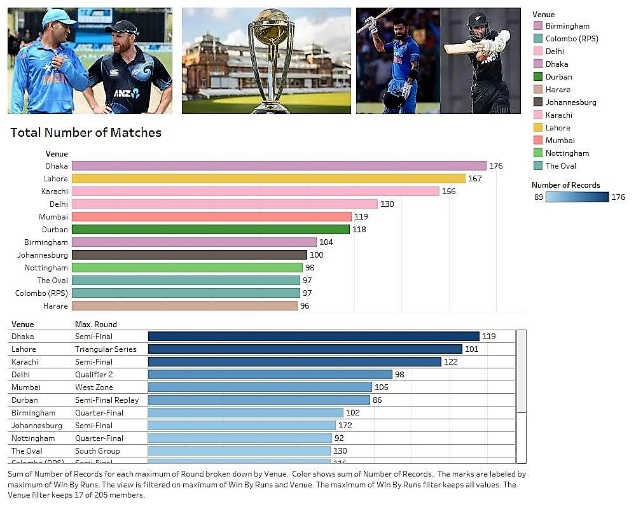 ANZ
ANZ
Total Number of Matches
Venue
Dhaka 176
Lahore 167
Karachi 156
Delhi 130
Mumbai 119
Durban 118
Birmingham 104
Johannesburg 100
Nottingham 98
The Oval 97
Colombo (RPS) 97
Harare 96
Venue Max. Round
Dhaka Semi-Final 119
Lahore Triangular Series 101
Karachi Semi-Final 122
Delhi Qualifier 2 98
Mumbai West Zone 105
Durban Semi-Final Replay 86
Birmingham Quarter-Final 102
Johannesburg Semi-Final 172
Nottingham Quarter-Final 92
The Oval South Group 130
Colombo (RPS) Semi-Final
Sum of Number of Records for each maximum of Round broken down by Venue. Color shows sum of Number of Records. The marks are labeled by
maximum of Win By Runs. The view is filtered on maximum of Win By Runs and Venue. The maximum of Win By Runs filter keeps all values. The
Venue filter keeps 17 of 205 members.
Venue
Birmingham
Colombo (RPS)
Delhi
Dhaka
Durban
Harare
Johannesburg
Karachi
Lahore
Mumbai
Nottingham
The Oval
Number of Records
89 176